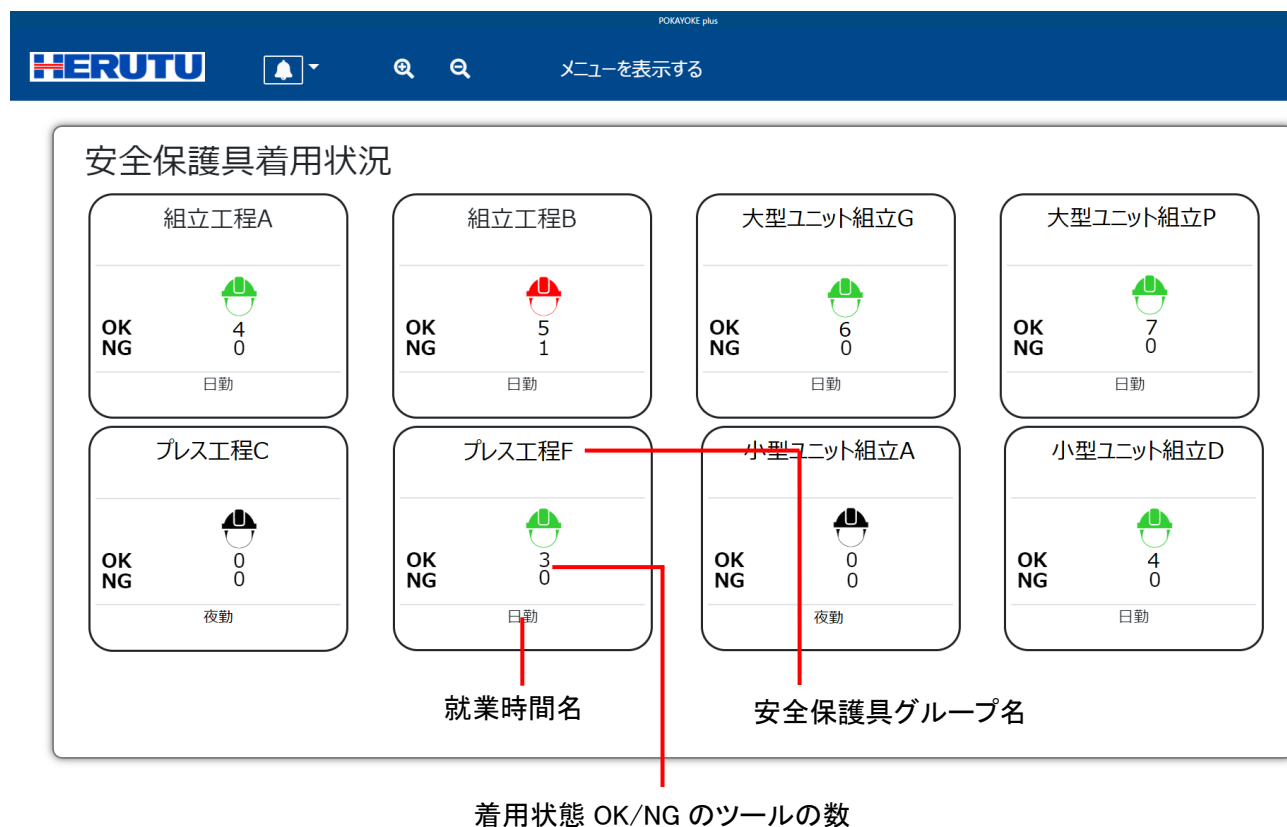 POKAYOKE plus
HERUTU
メニューを表示する
安全保護具着用状況
組立工程A
OK 4
NG 0
日勤
組立工程B
OK 5
NG 1
日勤
大型ユニット組立G
OK 6
NG 0
日勤
大型ユニット組立P
OK 7
NG 0
日勤
プレス工程C
OK 0
NG 0
夜勤
プレス工程F
OK 3
NG 0
日勤
小型ユニット組立A
OK 0
NG 0
夜勤
小型ユニット組立D
OK 4
NG 0
日勤
就業時間名
安全保護具グループ名
着用状態 OK/NG のツールの数